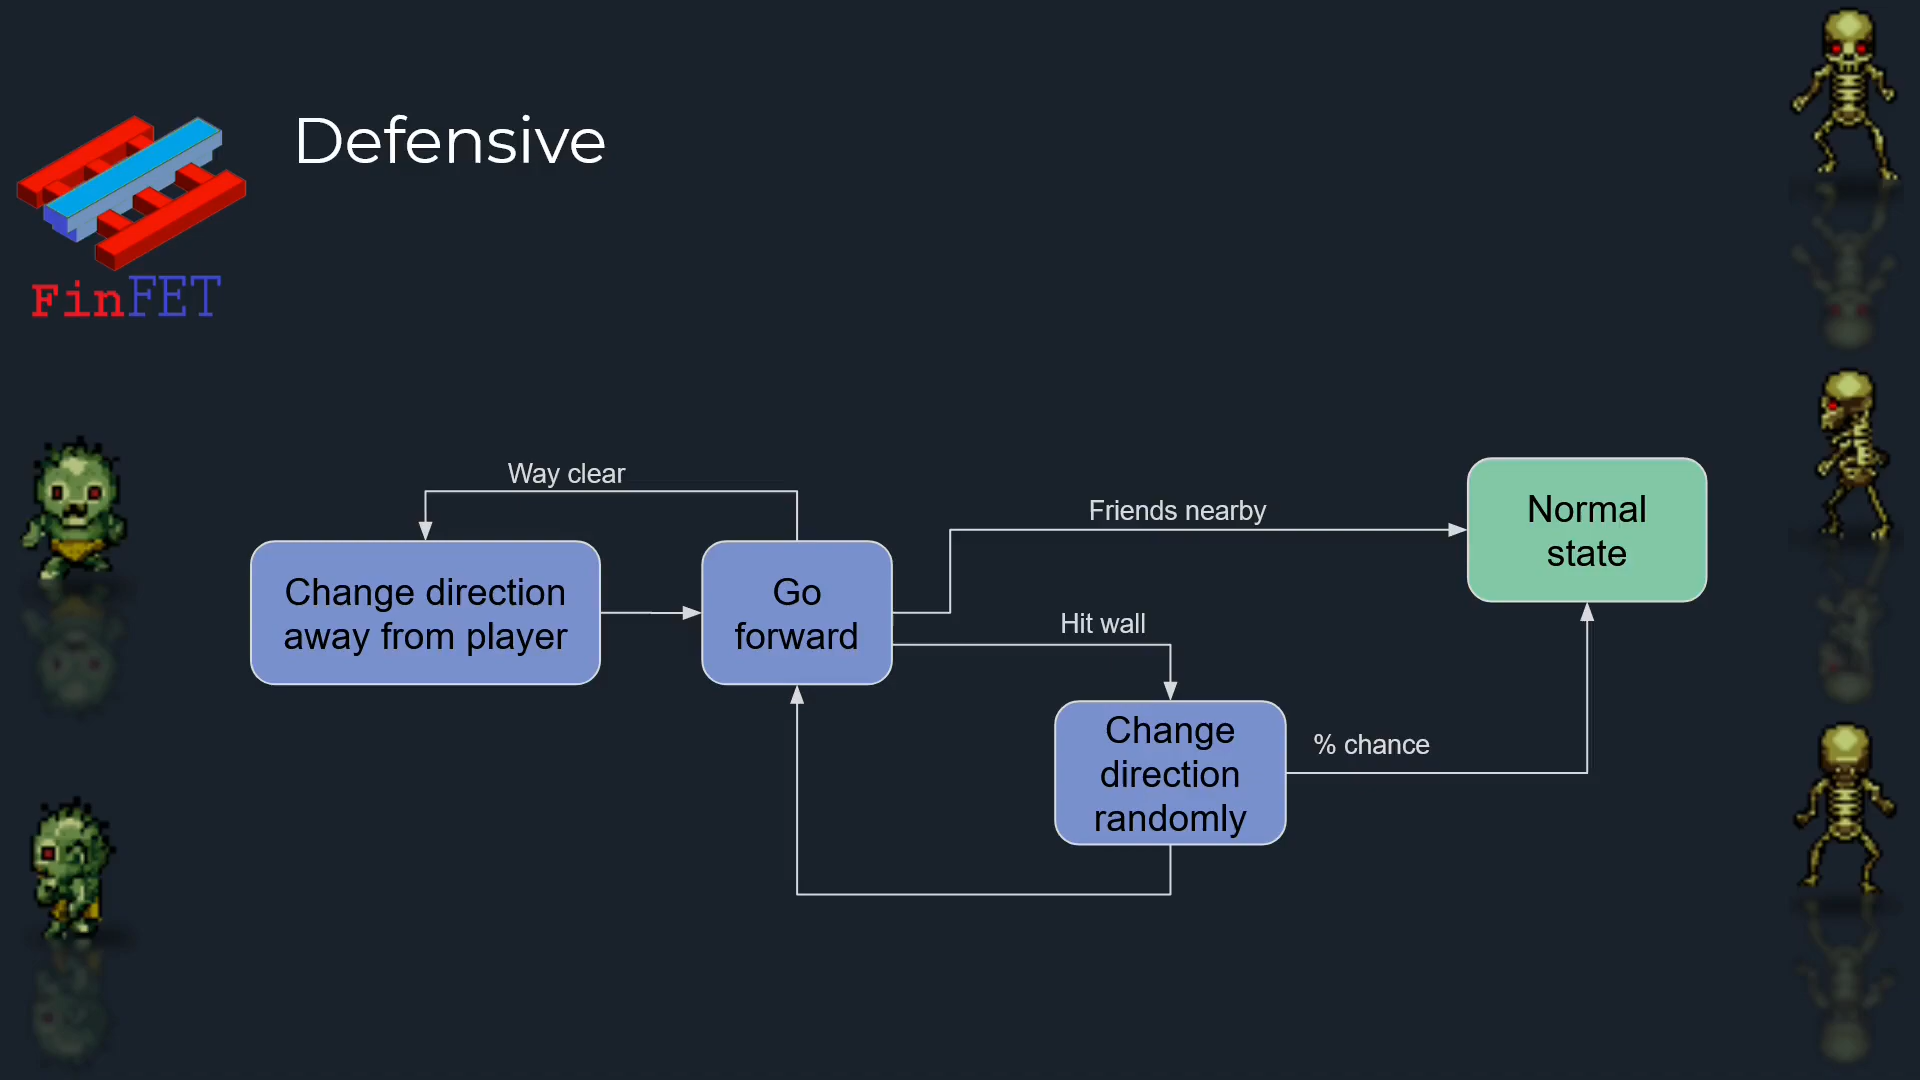 Defensive
FinFET
Way clear
Friends nearby
Normal
state
Change direction
away from player
Go
forward
Hit wall
Change
direction
randomly
% chance